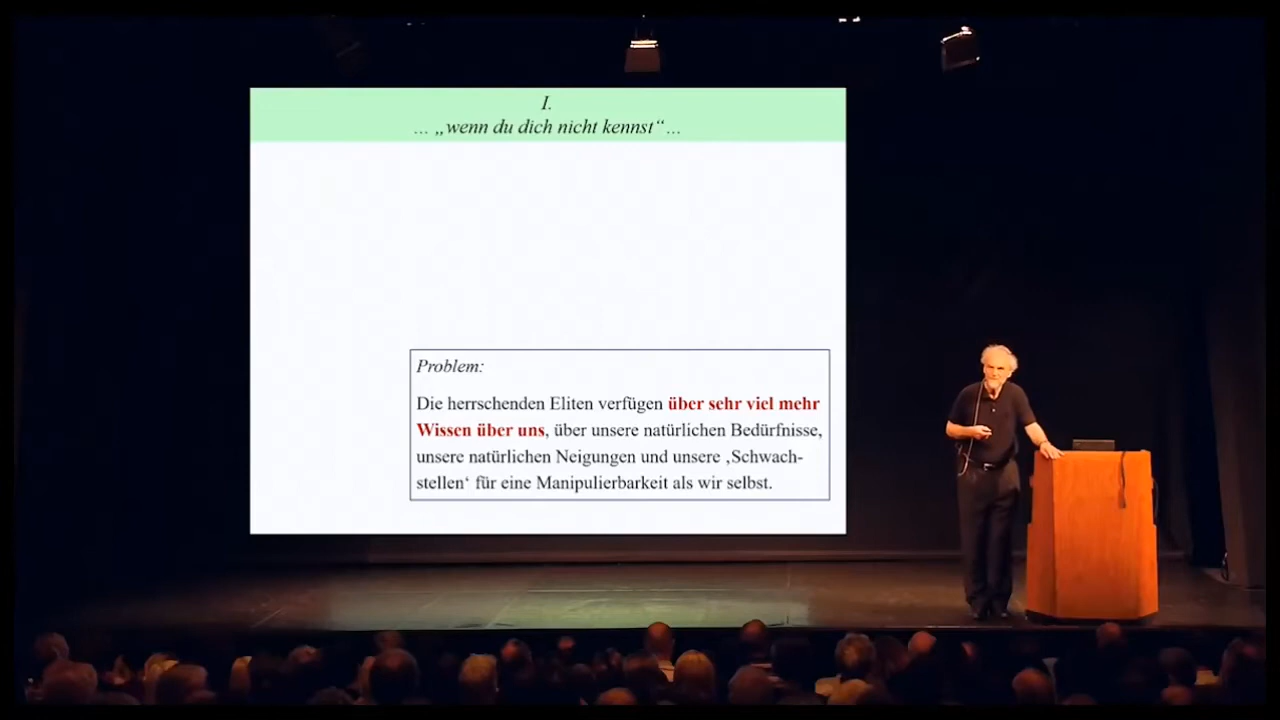 I.
… „wenn du dich nicht kennst“…
Problem:
Die herrschenden Eliten verfügen über sehr viel mehr
Wissen über uns, über unsere natürlichen Bedürfnisse,
unsere natürlichen Neigungen und unsere ‚Schwach-
stellen‘ für eine Manipulierbarkeit als wir selbst.